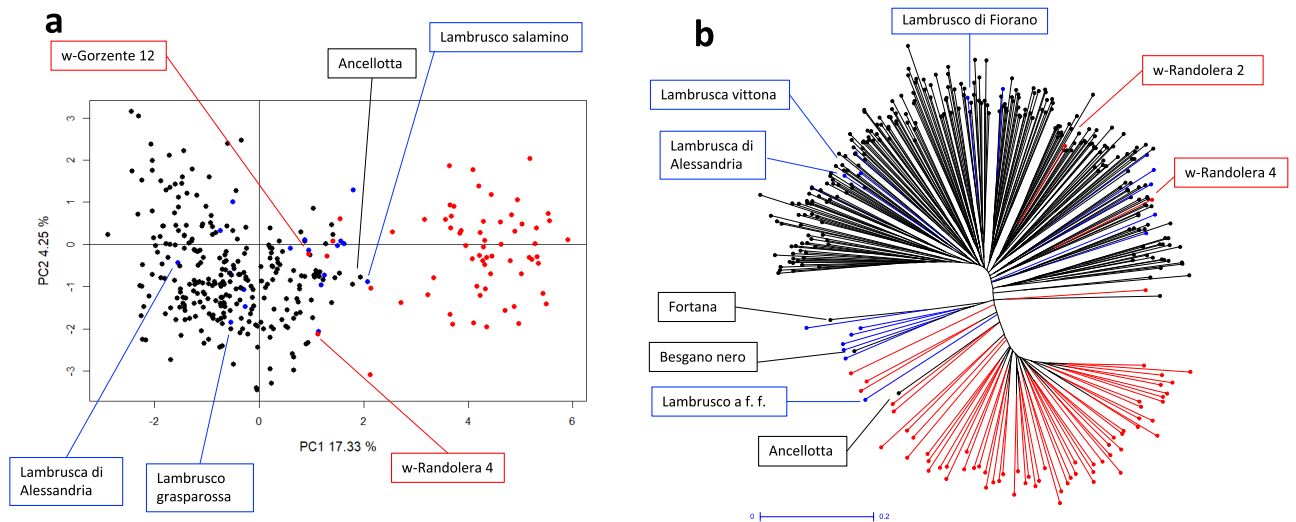 a
w-Gorzente 12
Ancellotta
Lambrusco salamino
3
2
1
0
-1
-2
-3
PC2 4.25 %
-2
0
2
4
6
PC1 17.33 %
Lambrusca di
Alessandria
Lambrusco
grasparossa
w-Randolera 4
b
Lambrusco di Fiorano
w-Randolera 2
Lambrusca vittona
Lambrusca di
Alessandria
w-Randolera 4
Fortana
Besgano nero
Lambrusco a f. f.
Ancellotta
0
0.2